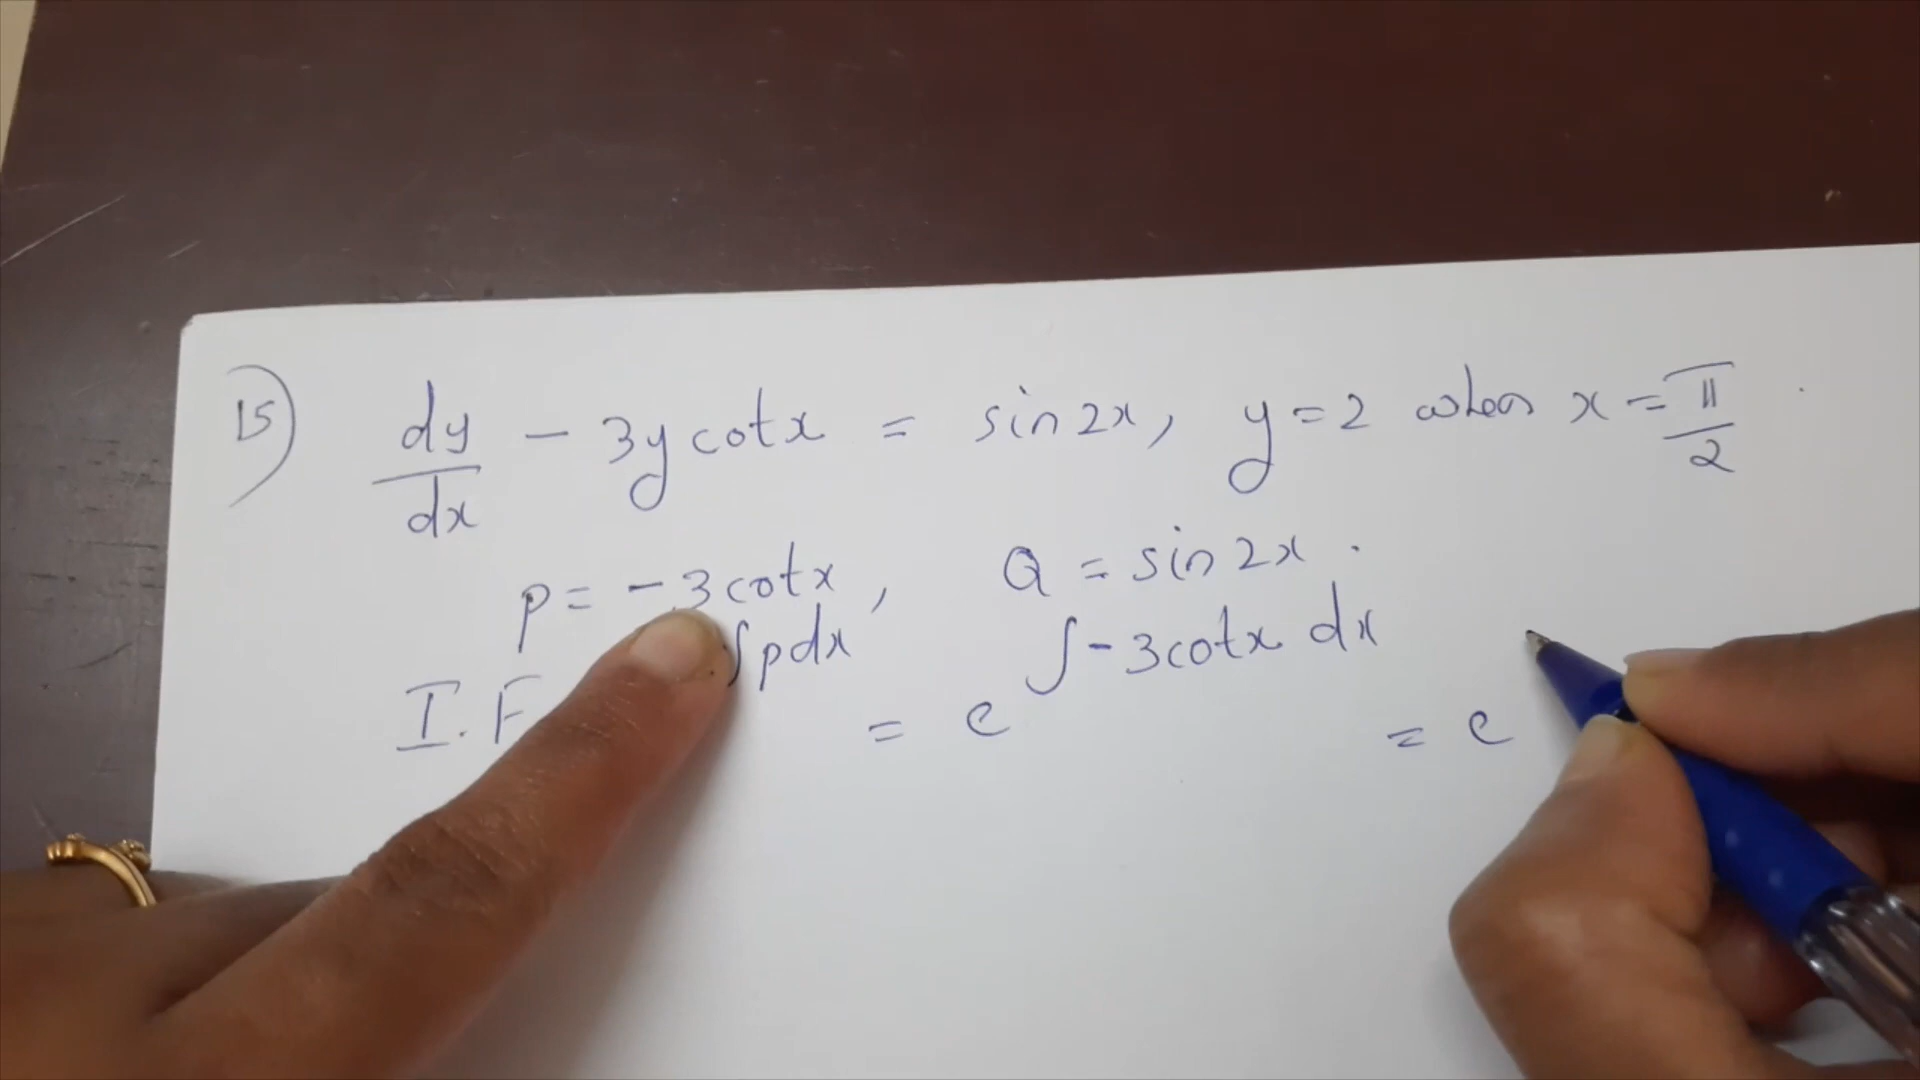 15) dy/dx - 3y cotx = sin2x, y=2 when x = π/2 .
p = -3cotx , Q = sin2x .
I.F ∫pdx = e^∫-3cotx dx = e